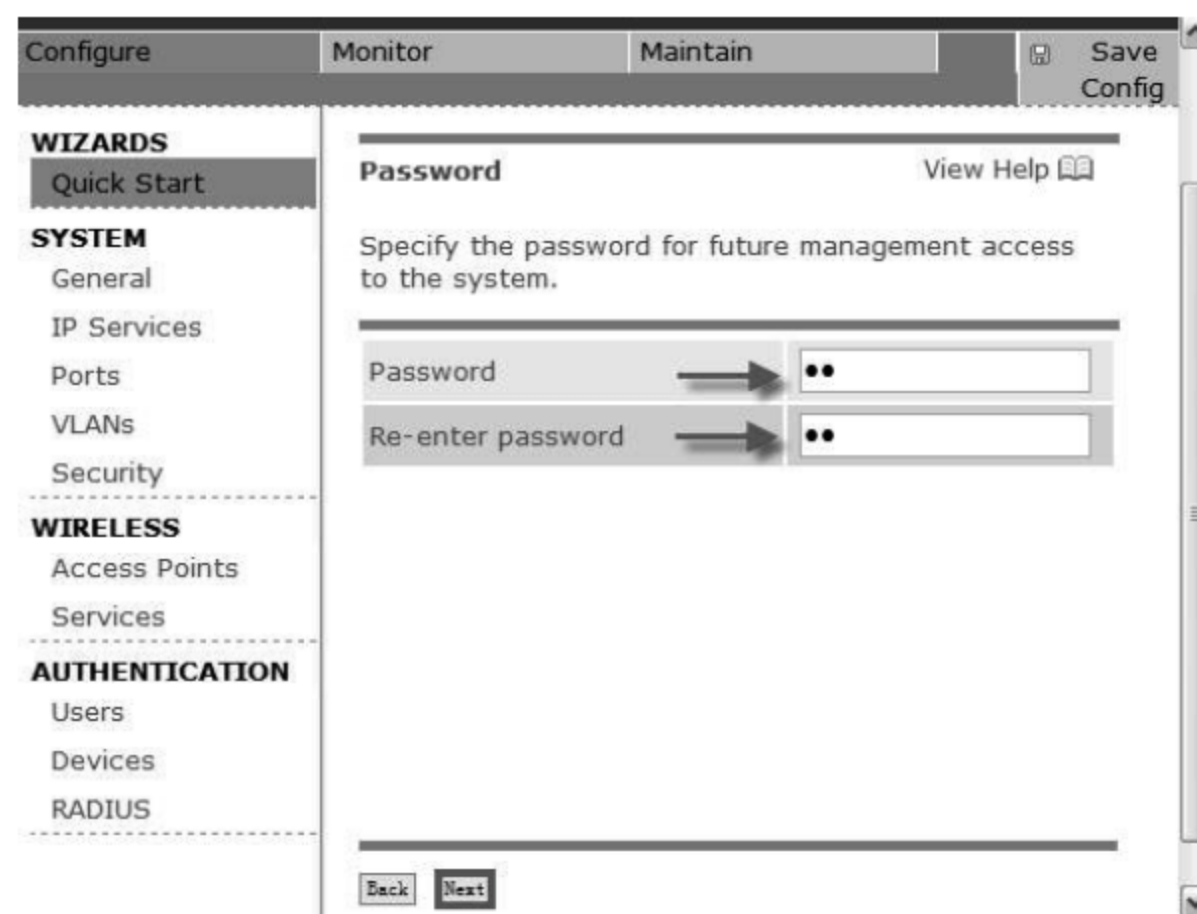 Configure
Monitor
Maintain
Save
Config
WIZARDS
Quick Start
SYSTEM
General
IP Services
Ports
VLANs
Security
WIRELESS
Access Points
Services
AUTHENTICATION
Users
Devices
RADIUS
Password
View Help
Specify the password for future management access
to the system.
Password
Re-enter password
Back
Next